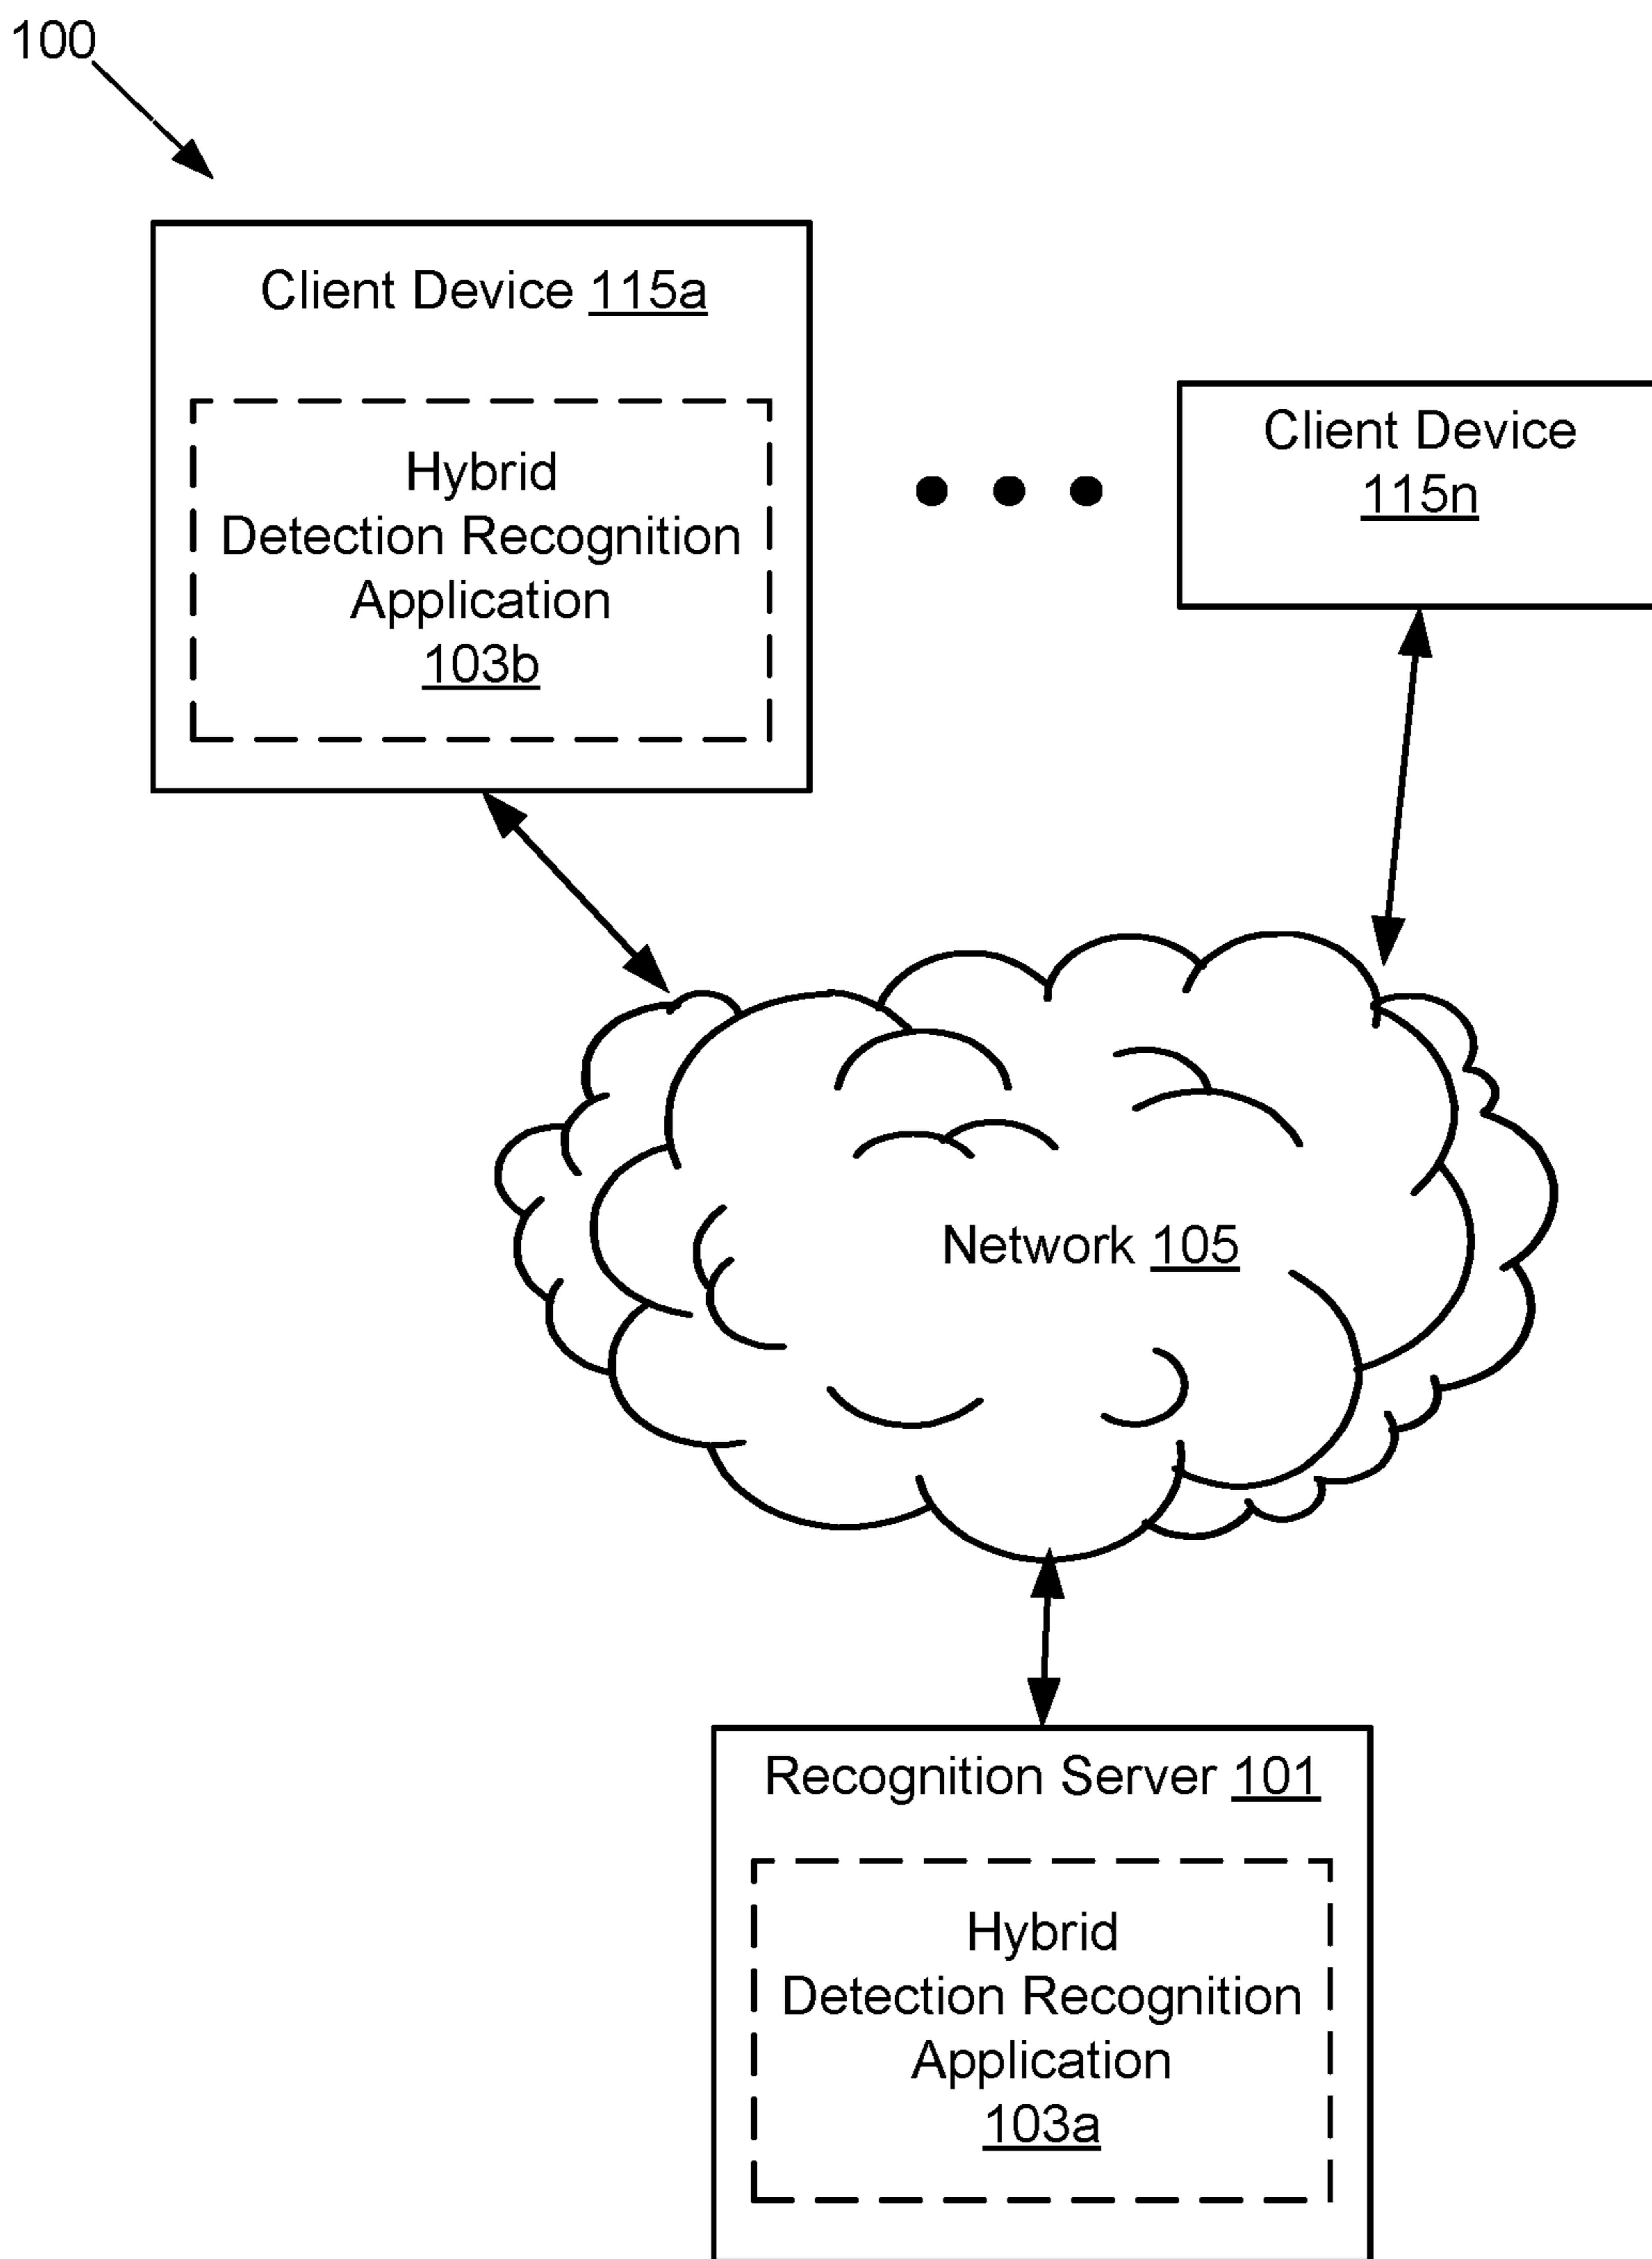 100
Client Device 115a
Hybrid
Detection Recognition
Application
103b
Client Device
115n
Network 105
Recognition Server 101
Hybrid
Detection Recognition
Application
103a